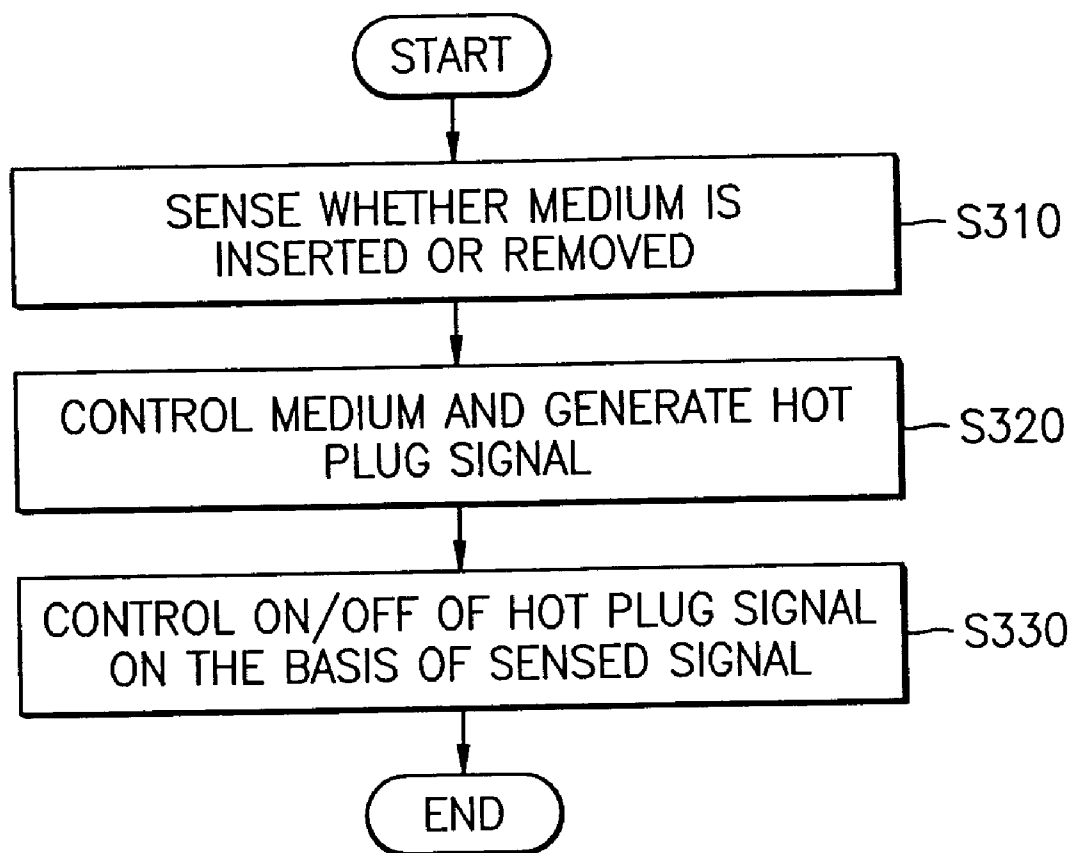 START
SENSE WHETHER MEDIUM IS
INSERTED OR REMOVED
S310
CONTROL MEDIUM AND GENERATE HOT
PLUG SIGNAL
S320
CONTROL ON/OFF OF HOT PLUG SIGNAL
ON THE BASIS OF SENSED SIGNAL
S330
END